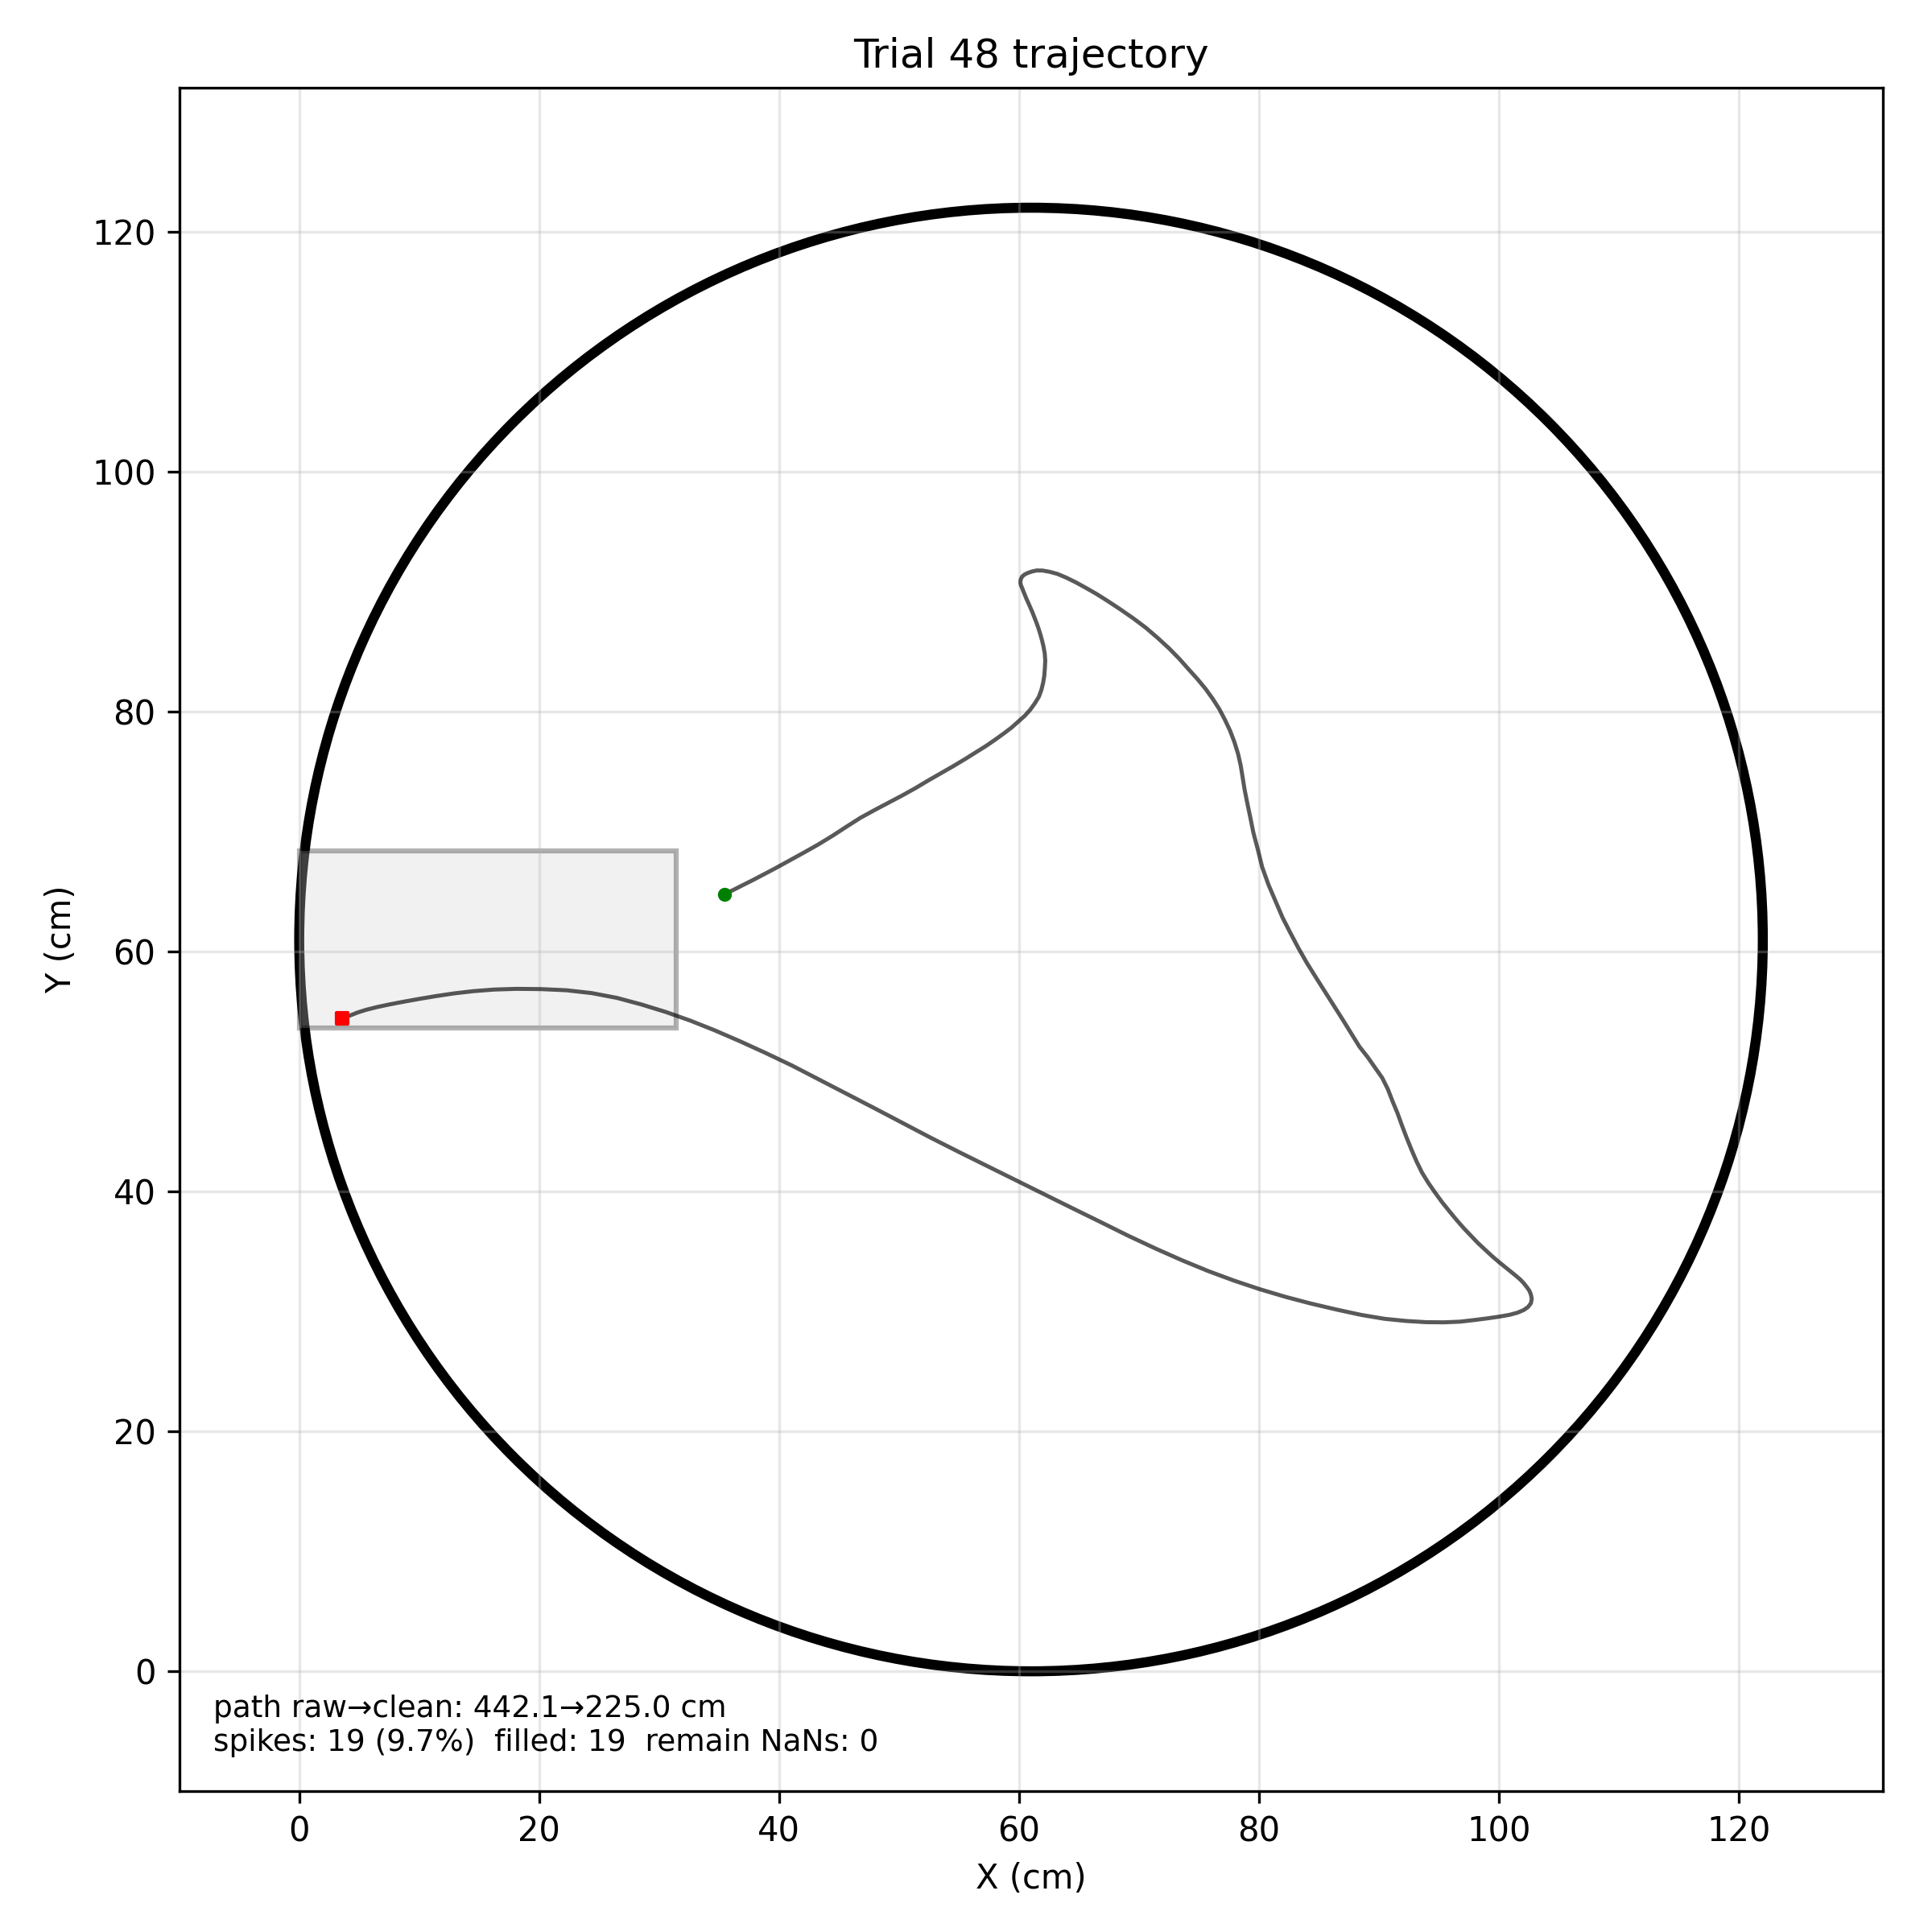 Trial 48 trajectory
Y (cm)
120
100
80
60
40
20
0
path raw→clean: 442.1→225.0 cm
spikes: 19 (9.7%)  filled: 19  remain NaNs: 0
0 20 40 60 80 100 120
X (cm)